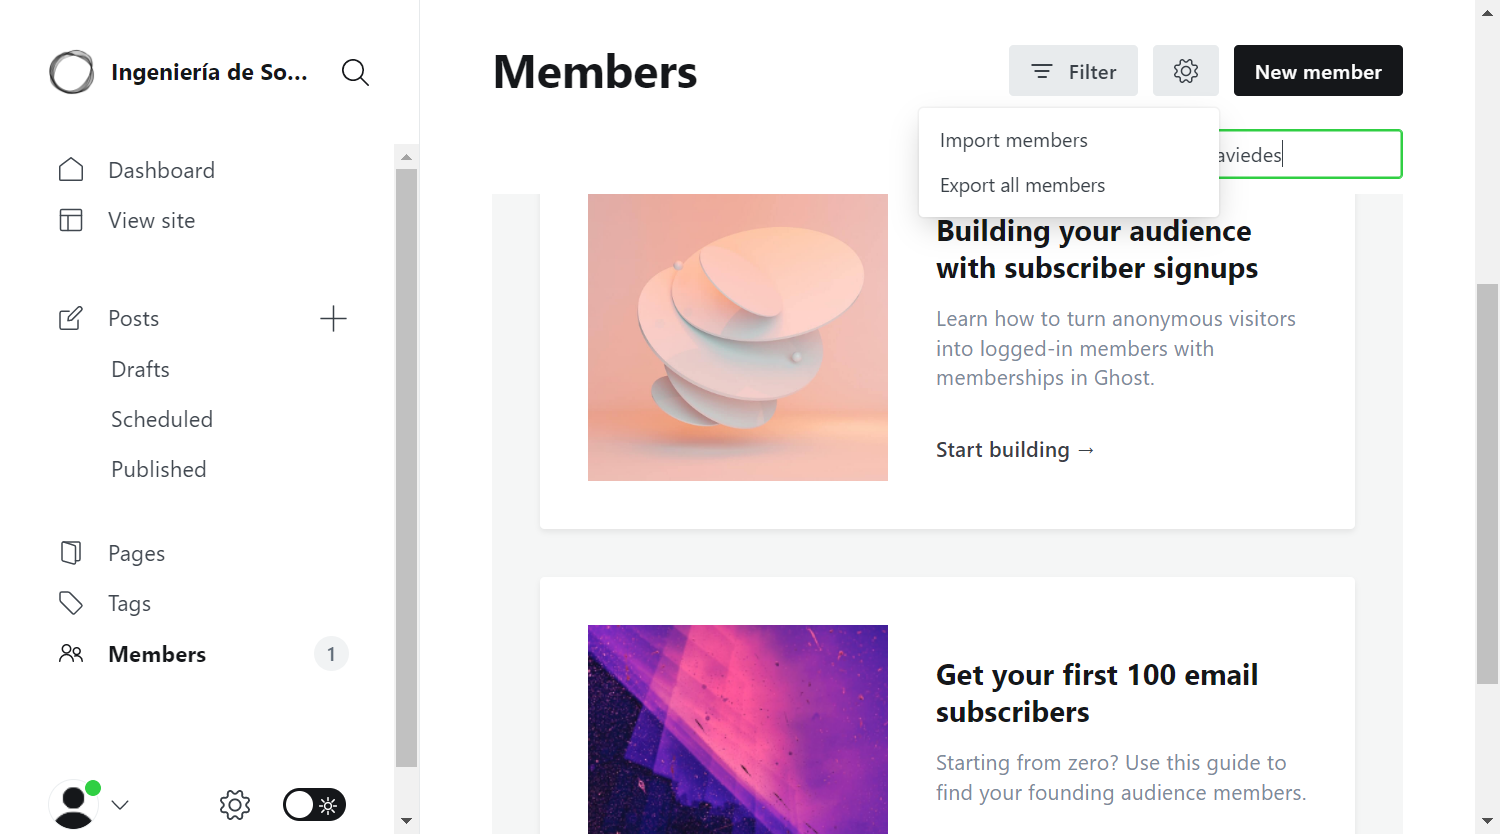 Ingeniería de So...
Dashboard
View site
Posts
Drafts
Scheduled
Published
Pages
Tags
Members
1
Members
Filter
New member
Import members
Export all members
aviedes
Building your audience
with subscriber signups
Learn how to turn anonymous visitors
into logged-in members with
memberships in Ghost.
Start building →
Get your first 100 email
subscribers
Starting from zero? Use this guide to
find your founding audience members.